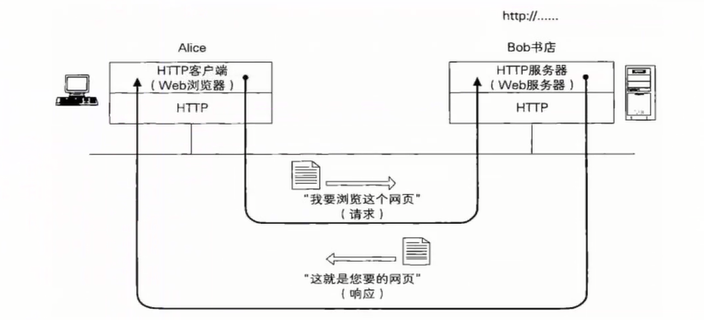 http://......
Alice
Bob书店
HTTP客户端
（Web浏览器）
HTTP
HTTP服务器
（Web服务器）
HTTP
“我要浏览这个网页”
（请求）
“这就是您要的网页”
（响应）